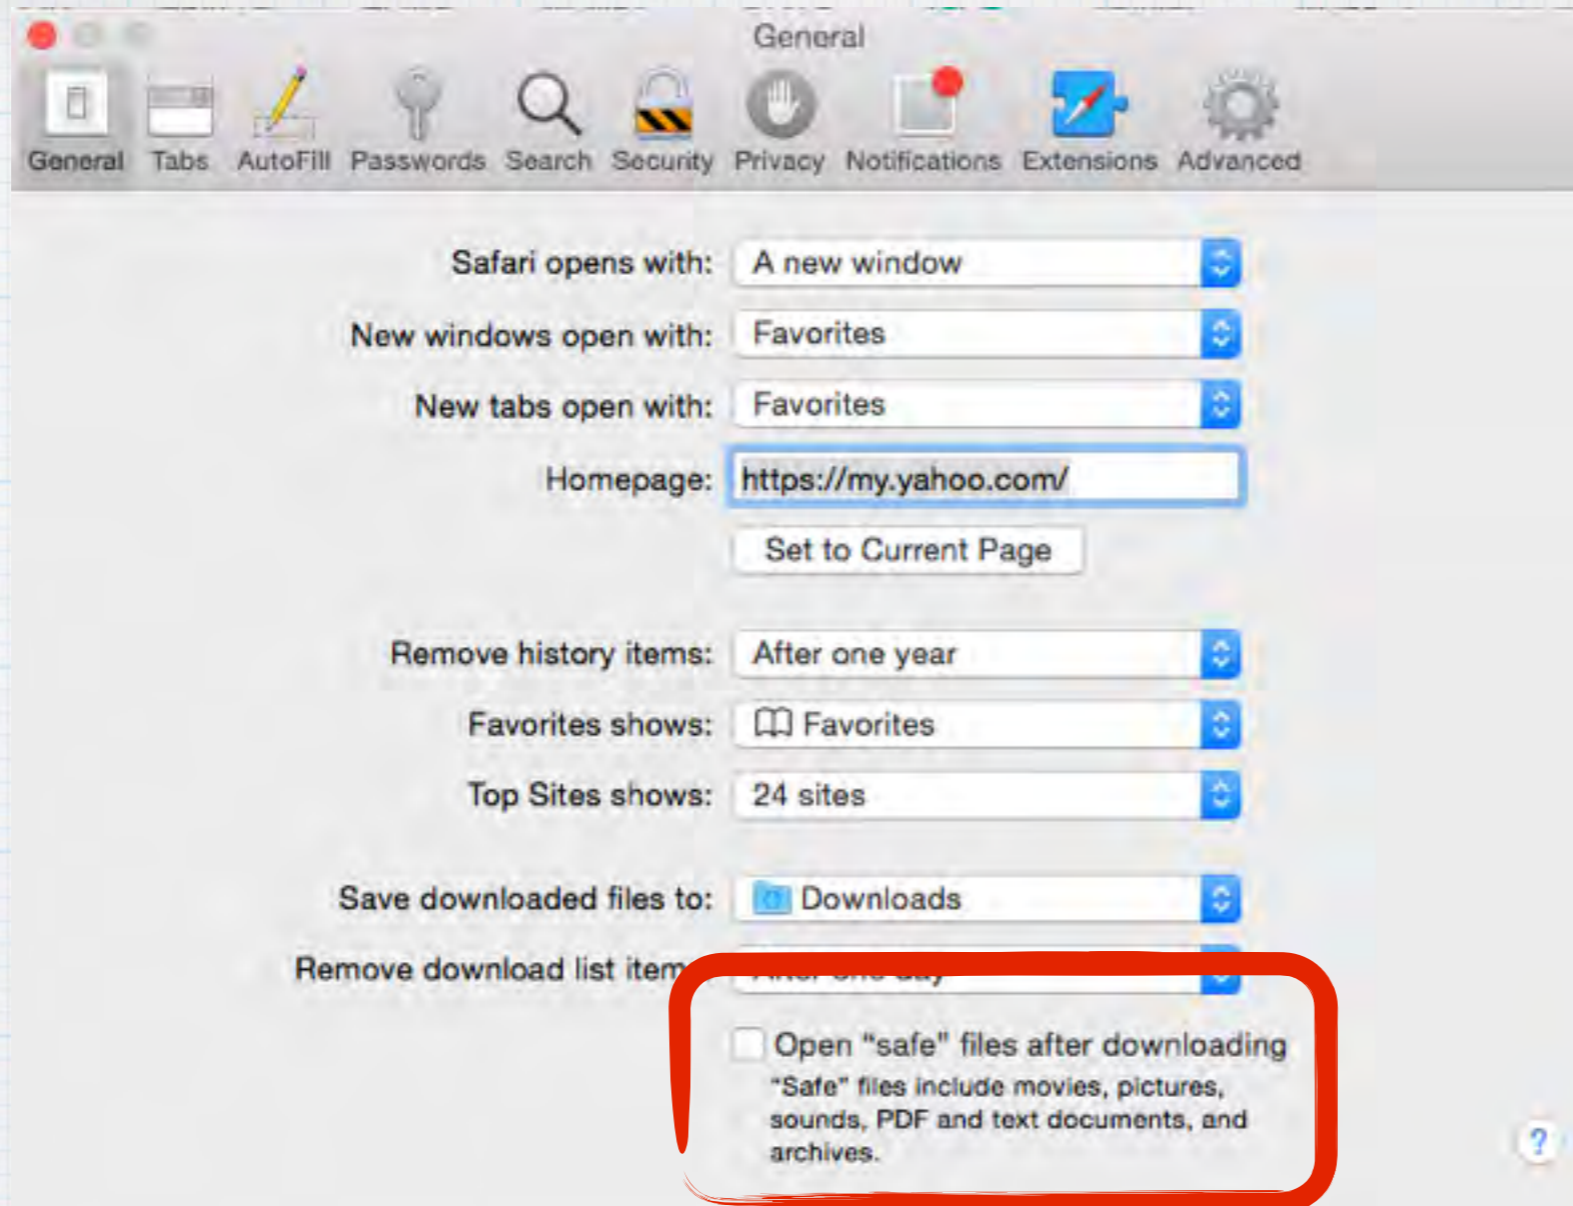 General
General Tabs AutoFill Passwords Search Security Privacy Notifications Extensions Advanced
Safari opens with: A new window
New windows open with: Favorites
New tabs open with: Favorites
Homepage: https://my.yahoo.com/
Set to Current Page
Remove history items: After one year
Favorites shows: Favorites
Top Sites shows: 24 sites
Save downloaded files to: Downloads
Remove download list item After one day
Open “safe” files after downloading
“Safe” files include movies, pictures,
sounds, PDF and text documents, and
archives.
?